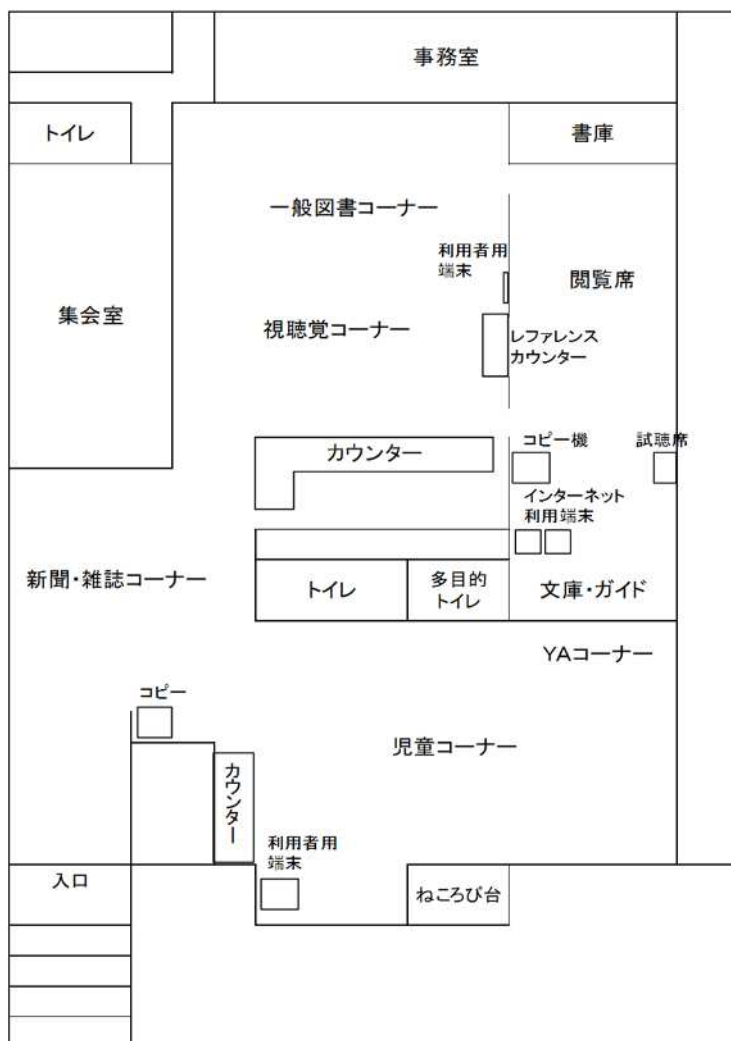 事務室
トイレ
書庫
一般図書コーナー
利用者用
端末
閲覧席
集会室
視聴覚コーナー
レファレンス
カウンター
カウンター
コピー機
試聴席
インターネット
利用端末
新聞・雑誌コーナー
トイレ
多目的
トイレ
文庫・ガイド
YAコーナー
コピー
児童コーナー
カウンター
利用者用
端末
入口
ねころび台